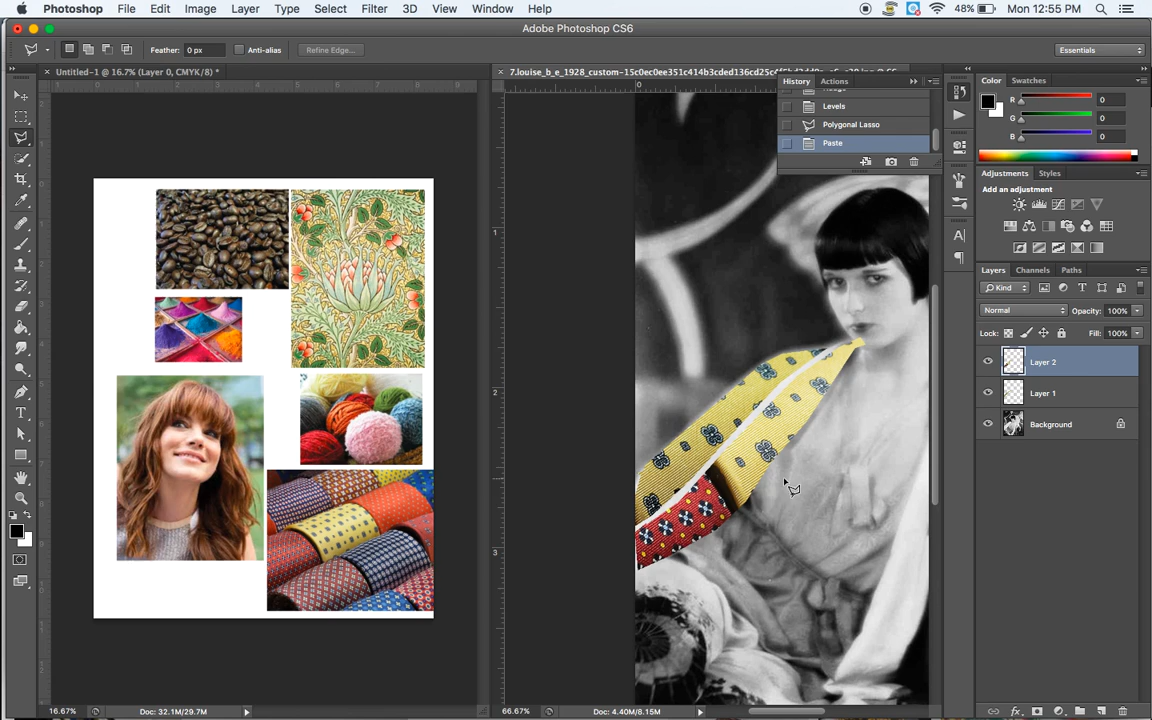 Photoshop File Edit Image Layer Type Select Filter 3D View Window Help 48% Mon 12:55 PM
Adobe Photoshop CS6
Feather: 0 px Anti-alias Refine Edge... Essentials
Untitled-1 @ 16.7% (Layer 0, CMYK/8) *
History Actions
Levels
Polygonal Lasso
Paste
Color Swatches
R 0
G 0
B 0
Adjustments Styles
Add an adjustment
Layers Channels Paths
Kind
Normal Opacity: 100%
Lock: Fill: 100%
Layer 2
Layer 1
Background
16.67% Doc: 32.1M/29.7M
66.67% Doc: 4.40M/8.15M